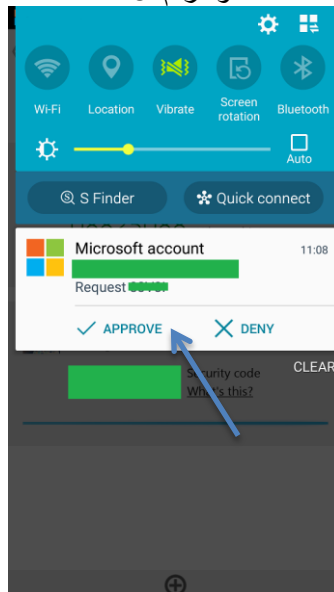 Wi-Fi
Location
Vibrate
Screen
rotation
Bluetooth
Auto
S Finder
Quick connect
Microsoft account
11:08
Request
APPROVE
DENY
CLEAR
Security code
What's this?